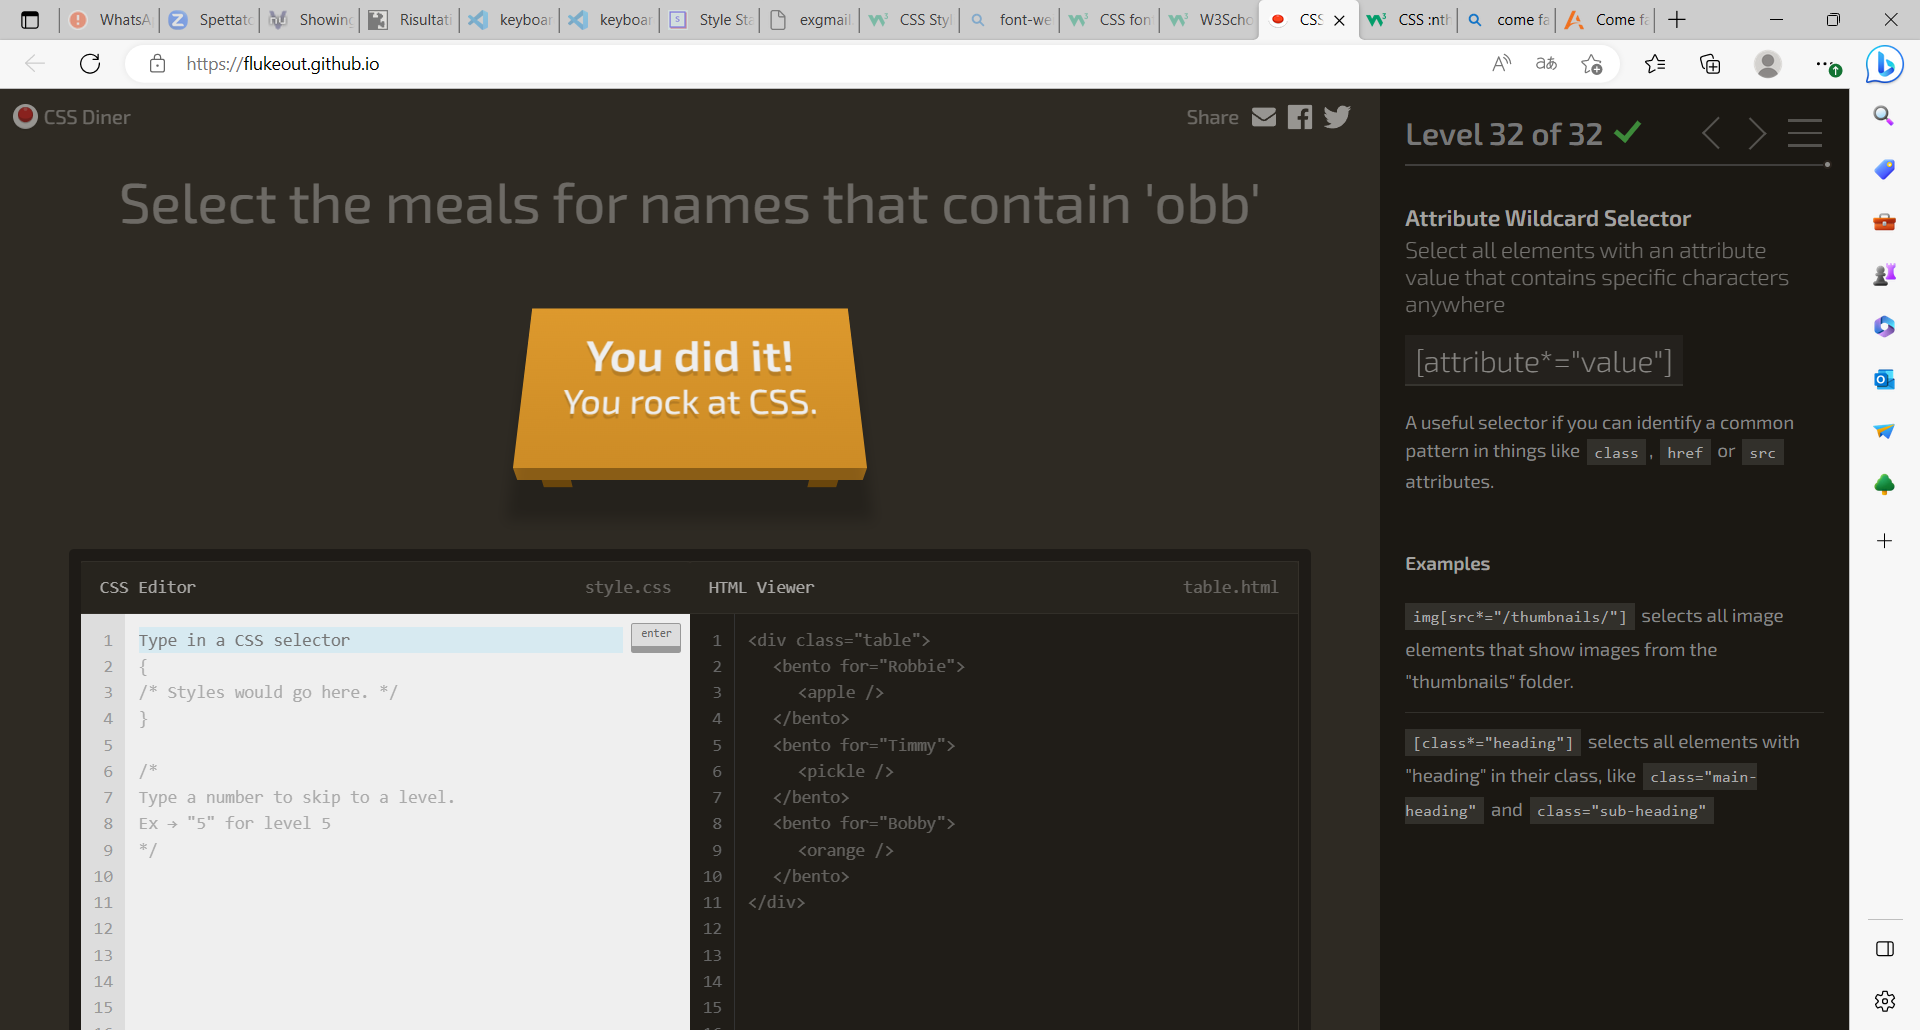 WhatsA
Spettato
Showing
Risultati
keyboar
keyboar
Style Sta
exgmail
CSS Styl
font-we
CSS fon
W3Scho
CSS
CSS :nth
come fa
Come fa
https://flukeout.github.io
CSS Diner
Share
Level 32 of 32
Select the meals for names that contain 'obb'
You did it!
You rock at CSS.
Attribute Wildcard Selector
Select all elements with an attribute
value that contains specific characters
anywhere
[attribute*="value"]
A useful selector if you can identify a common
pattern in things like class , href or src
attributes.
Examples
img[src*="/thumbnails/"] selects all image
elements that show images from the
"thumbnails" folder.
[class*="heading"] selects all elements with
"heading" in their class, like class="main-
heading" and class="sub-heading"
CSS Editor style.css
1 Type in a CSS selector enter
2 {
3 /* Styles would go here. */
4 }
5
6 /*
7 Type a number to skip to a level.
8 Ex → "5" for level 5
9 */
10
11
12
13
14
15
HTML Viewer table.html
1 <div class="table">
2 <bento for="Robbie">
3 <apple />
4 </bento>
5 <bento for="Timmy">
6 <pickle />
7 </bento>
8 <bento for="Bobby">
9 <orange />
10 </bento>
11 </div>
12
13
14
15